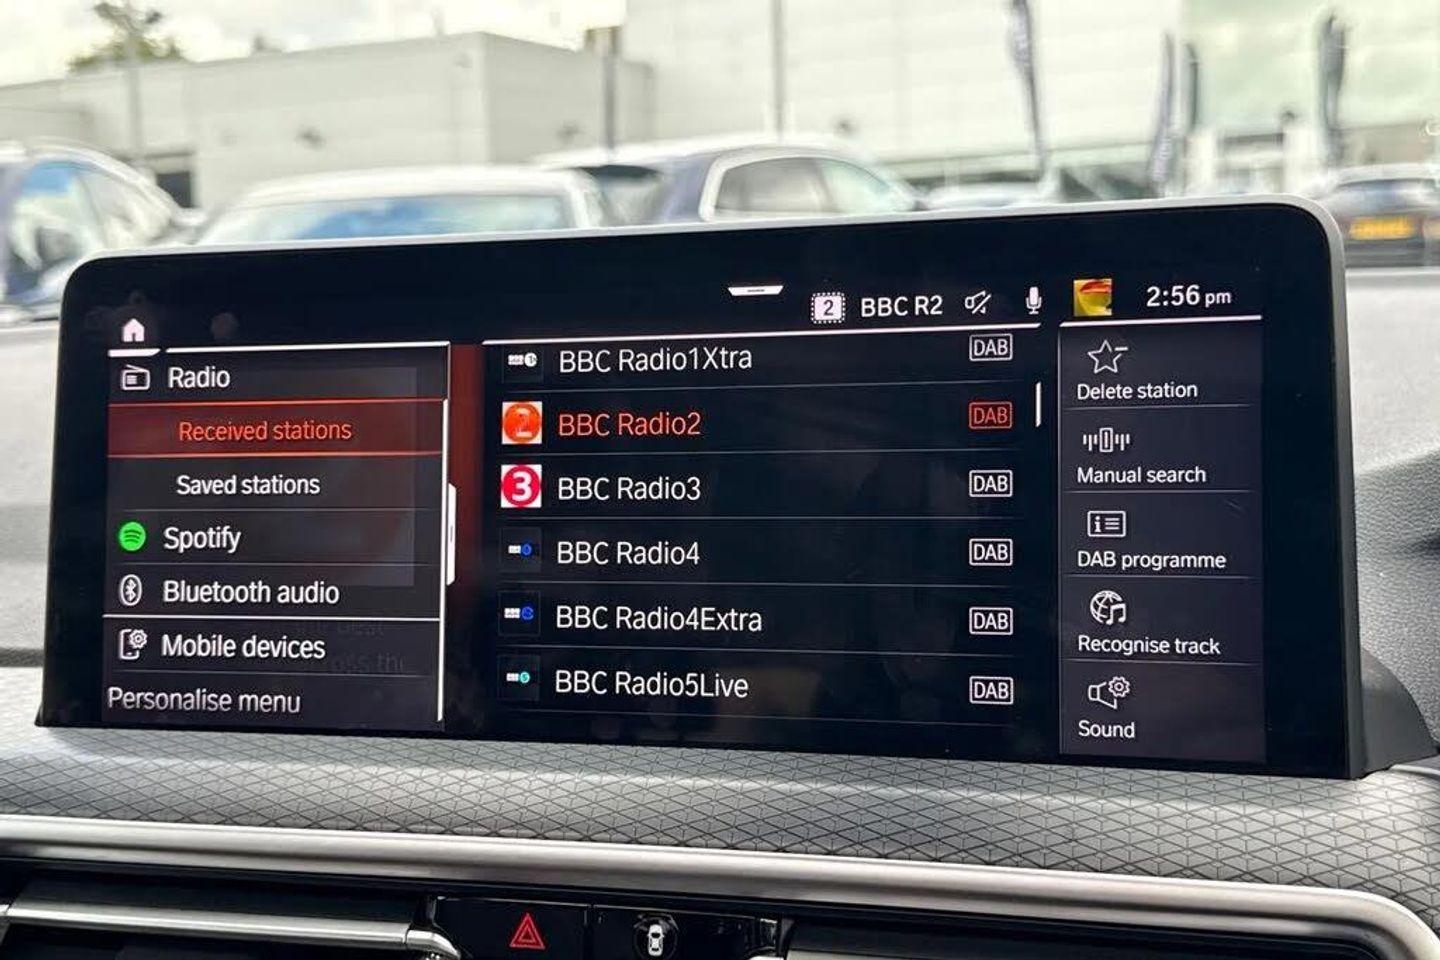 2 BBC R2
2:56 pm
Radio
Received stations
Saved stations
Spotify
Bluetooth audio
Mobile devices
Personalise menu
BBC Radio1Xtra DAB
2 BBC Radio2 DAB
3 BBC Radio3 DAB
BBC Radio4 DAB
BBC Radio4Extra DAB
BBC Radio5Live DAB
Delete station
Manual search
DAB programme
Recognise track
Sound